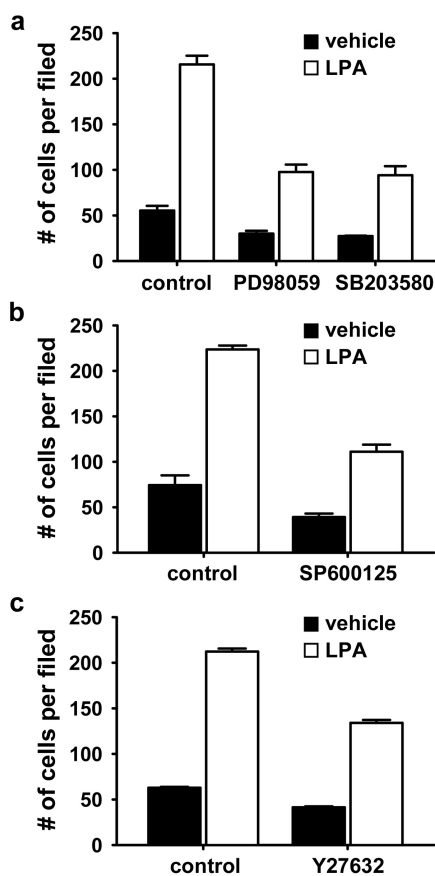 a
vehicle
LPA
# of cells per filed
250
200
150
100
50
0
control PD98059 SB203580
b
vehicle
LPA
# of cells per filed
250
200
150
100
50
0
control SP600125
c
vehicle
LPA
# of cells per filed
250
200
150
100
50
0
control Y27632